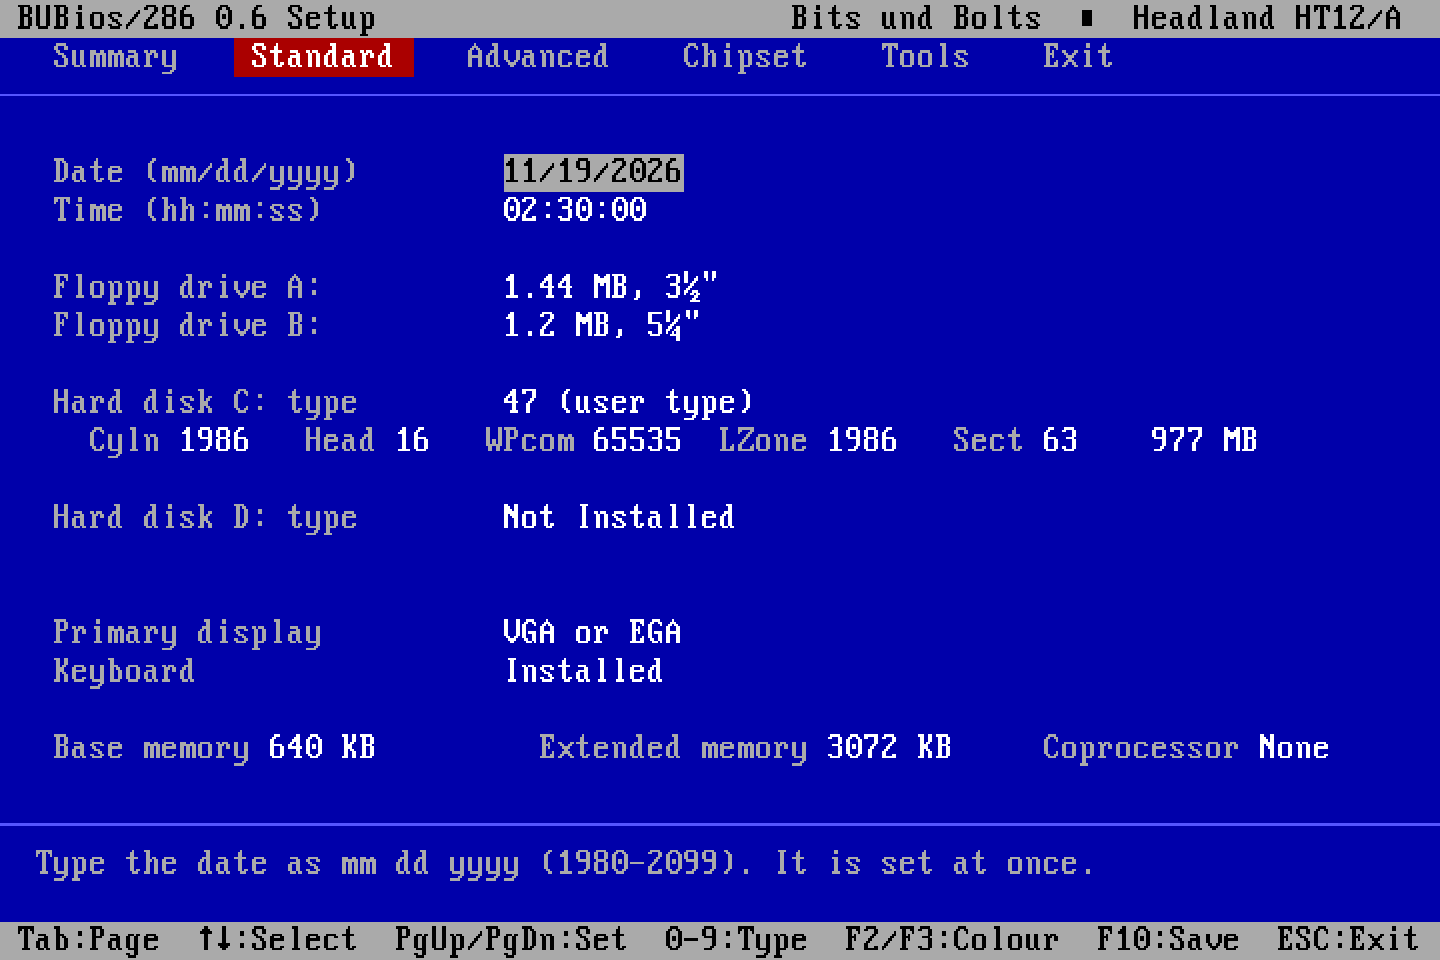 BUBios/286 0.6 Setup Bits und Bolts ▪ Headland HT12/A
Summary Standard Advanced Chipset Tools Exit
Date (mm/dd/yyyy) 11/19/2026
Time (hh:mm:ss) 02:30:00
Floppy drive A: 1.44 MB, 3½"
Floppy drive B: 1.2 MB, 5¼"
Hard disk C: type 47 (user type)
Cyln 1986 Head 16 WPcom 65535 LZone 1986 Sect 63 977 MB
Hard disk D: type Not Installed
Primary display VGA or EGA
Keyboard Installed
Base memory 640 KB Extended memory 3072 KB Coprocessor None
Type the date as mm dd yyyy (1980-2099). It is set at once.
Tab:Page ↑↓:Select PgUp/PgDn:Set 0-9:Type F2/F3:Colour F10:Save ESC:Exit